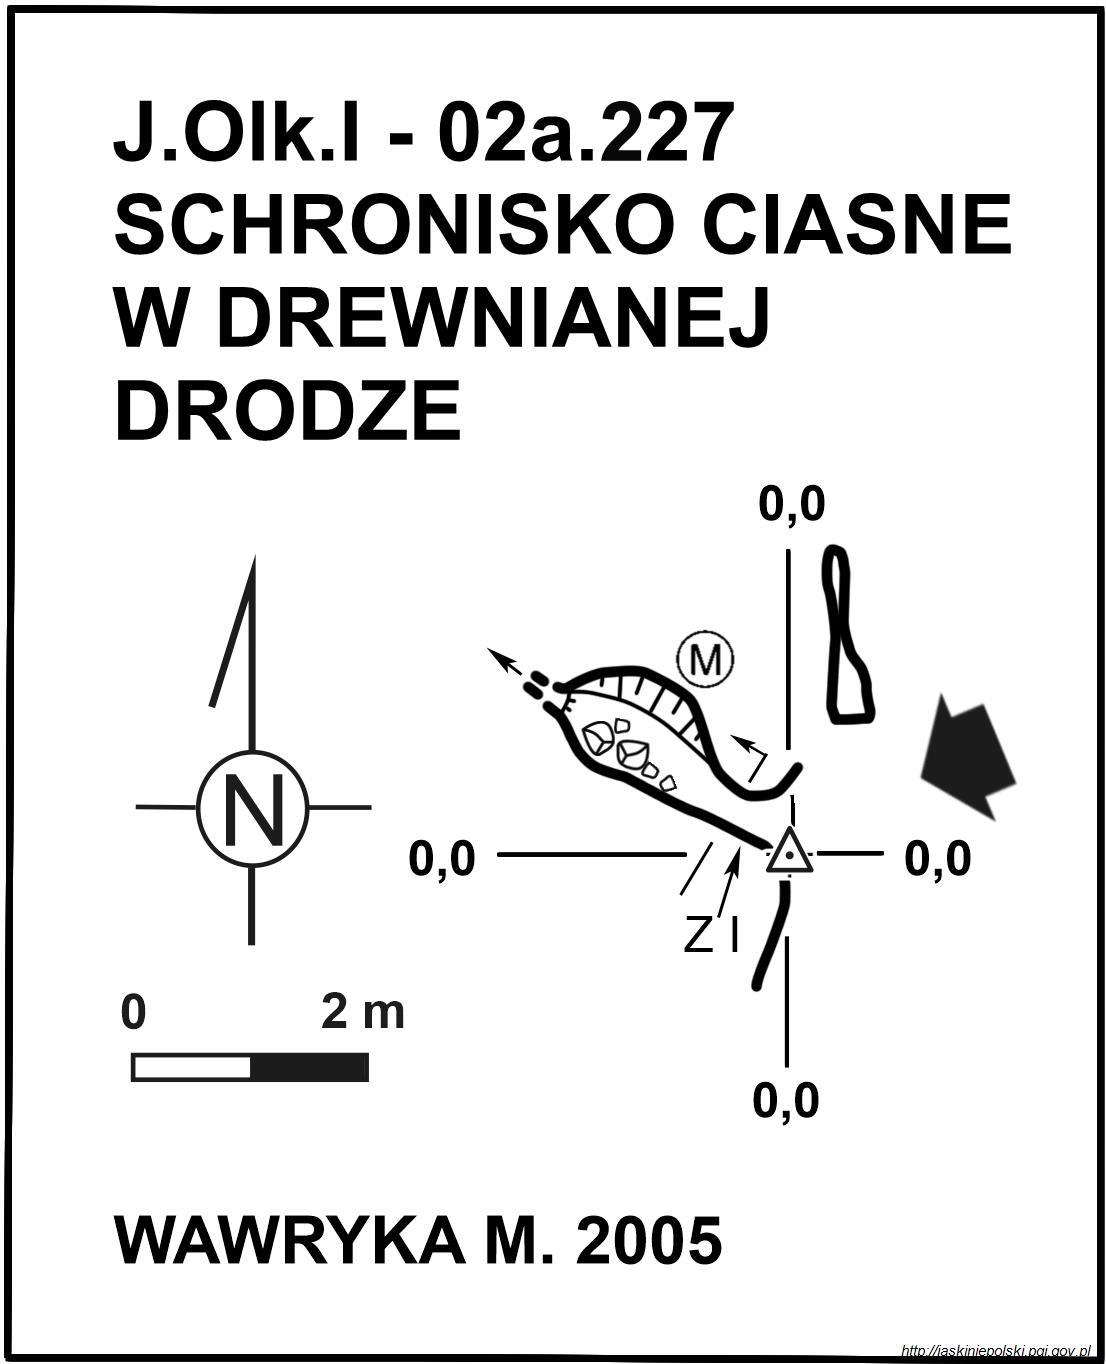 J.Olk.I - 02a.227
SCHRONISKO CIASNE
W DREWNIANEJ
DRODZE
0,0
M
N
0,0
0,0
Z I
0 2 m
0,0
WAWRYKA M. 2005
http://jaskiniepolski.pgi.gov.pl